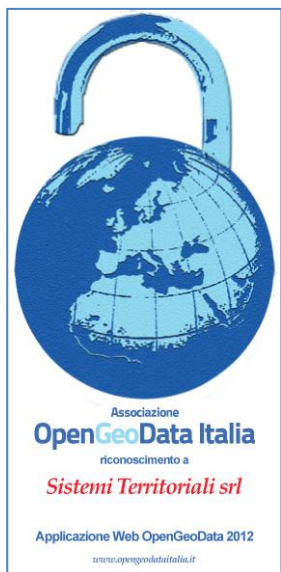 Associazione
OpenGeoData Italia
riconoscimento a
Sistemi Territoriali srl
Applicazione Web OpenGeoData 2012
www.opengeodataitalia.it